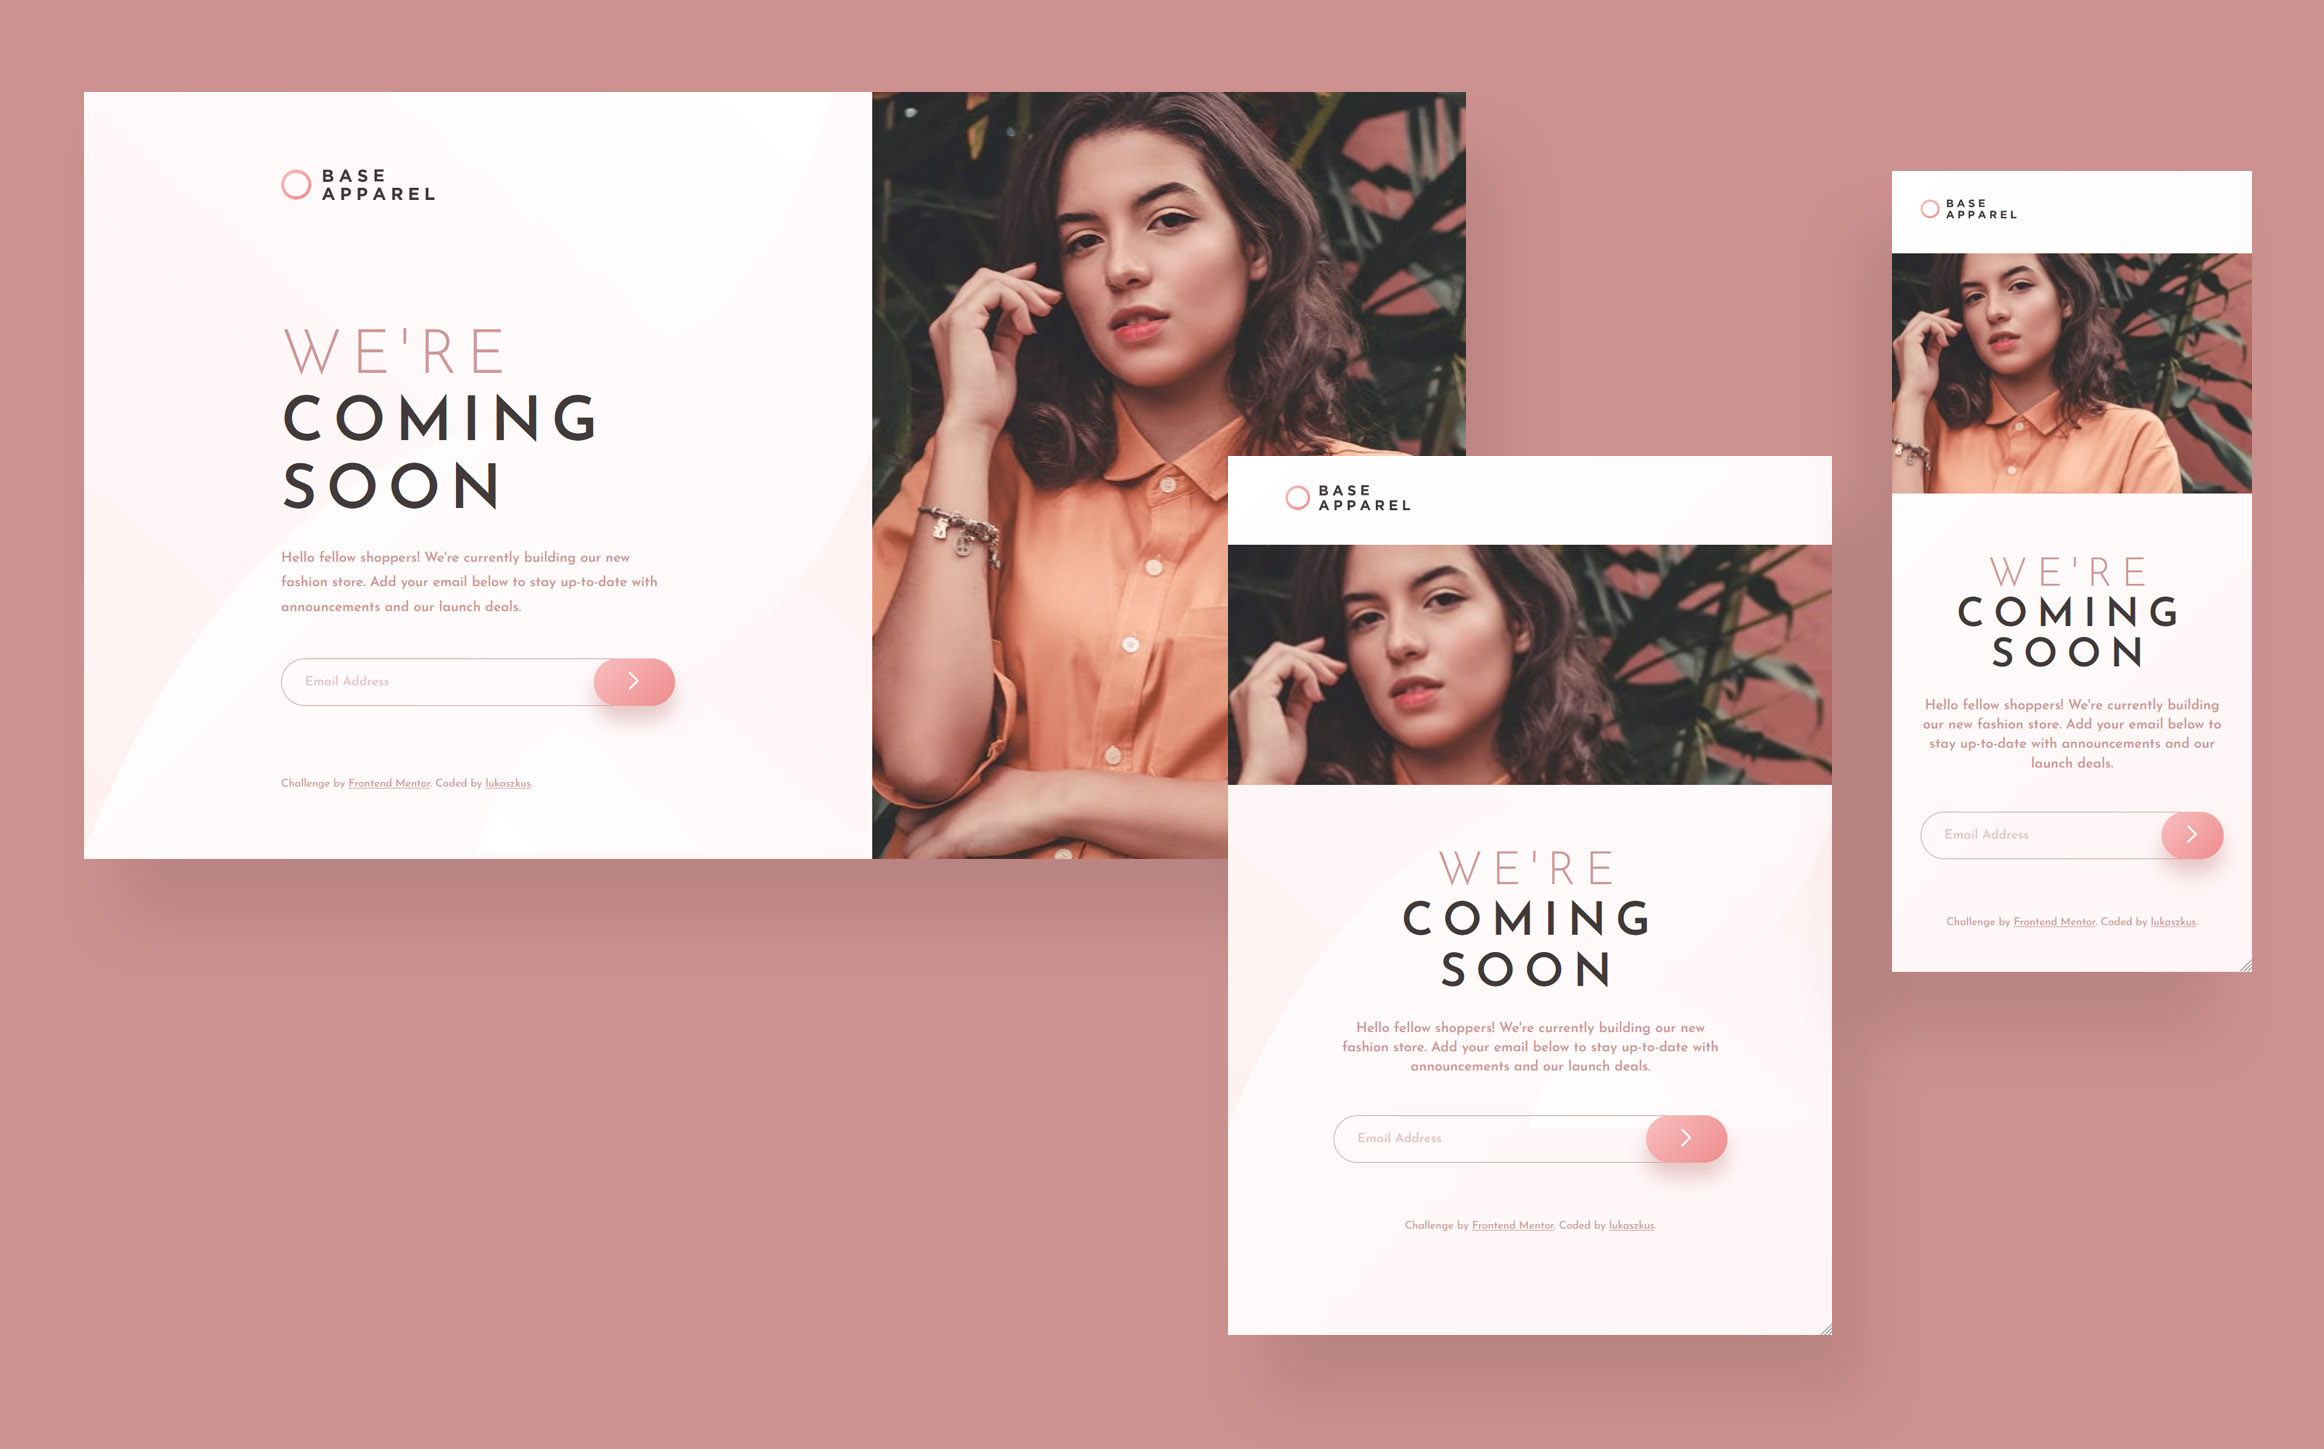 BASE
APPAREL
WE'RE
COMING
SOON
Hello fellow shoppers! We're currently building our new
fashion store. Add your email below to stay up-to-date with
announcements and our launch deals.
Email Address
Challenge by Frontend Mentor. Coded by lukaszkus.
BASE
APPAREL
WE'RE
COMING
SOON
Hello fellow shoppers! We're currently building our new
fashion store. Add your email below to stay up-to-date with
announcements and our launch deals.
Email Address
Challenge by Frontend Mentor. Coded by lukaszkus.
BASE
APPAREL
WE'RE
COMING
SOON
Hello fellow shoppers! We're currently building
our new fashion store. Add your email below to
stay up-to-date with announcements and our
launch deals.
Email Address
Challenge by Frontend Mentor. Coded by lukaszkus.